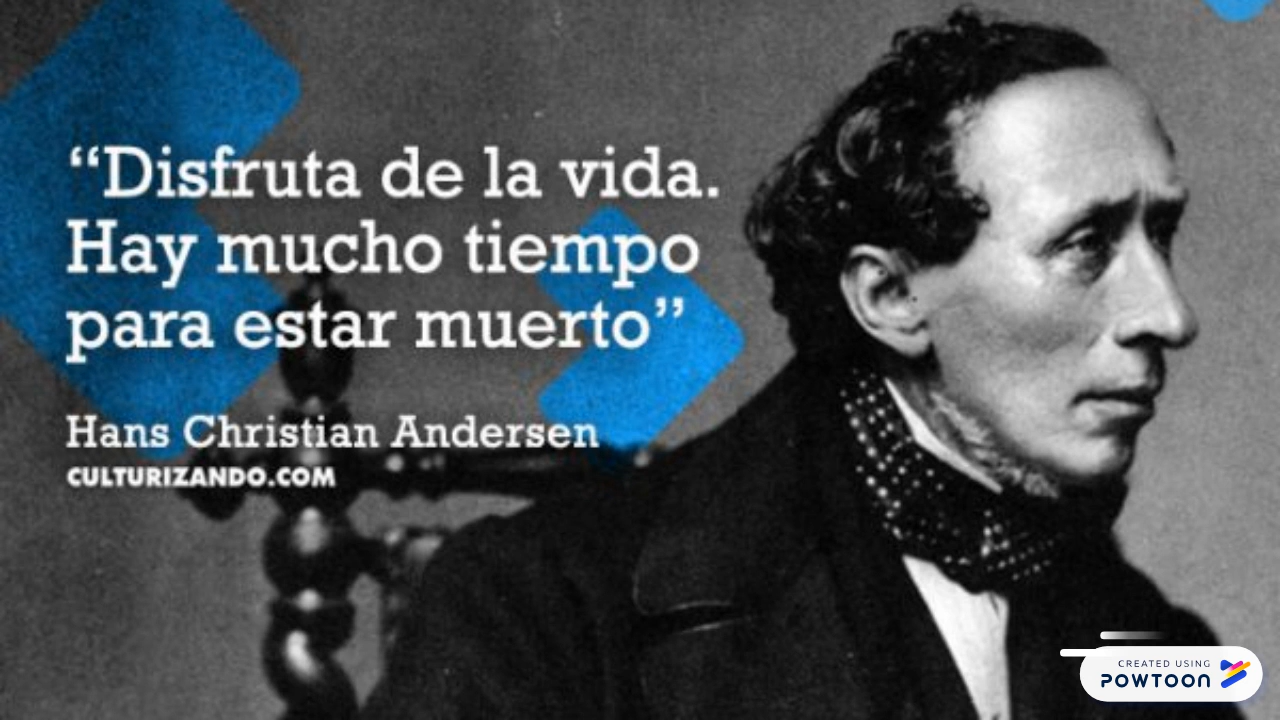 “Disfruta de la vida.
Hay mucho tiempo
para estar muerto”
Hans Christian Andersen
CULTURIZANDO.COM
CREATED USING
POWTOON